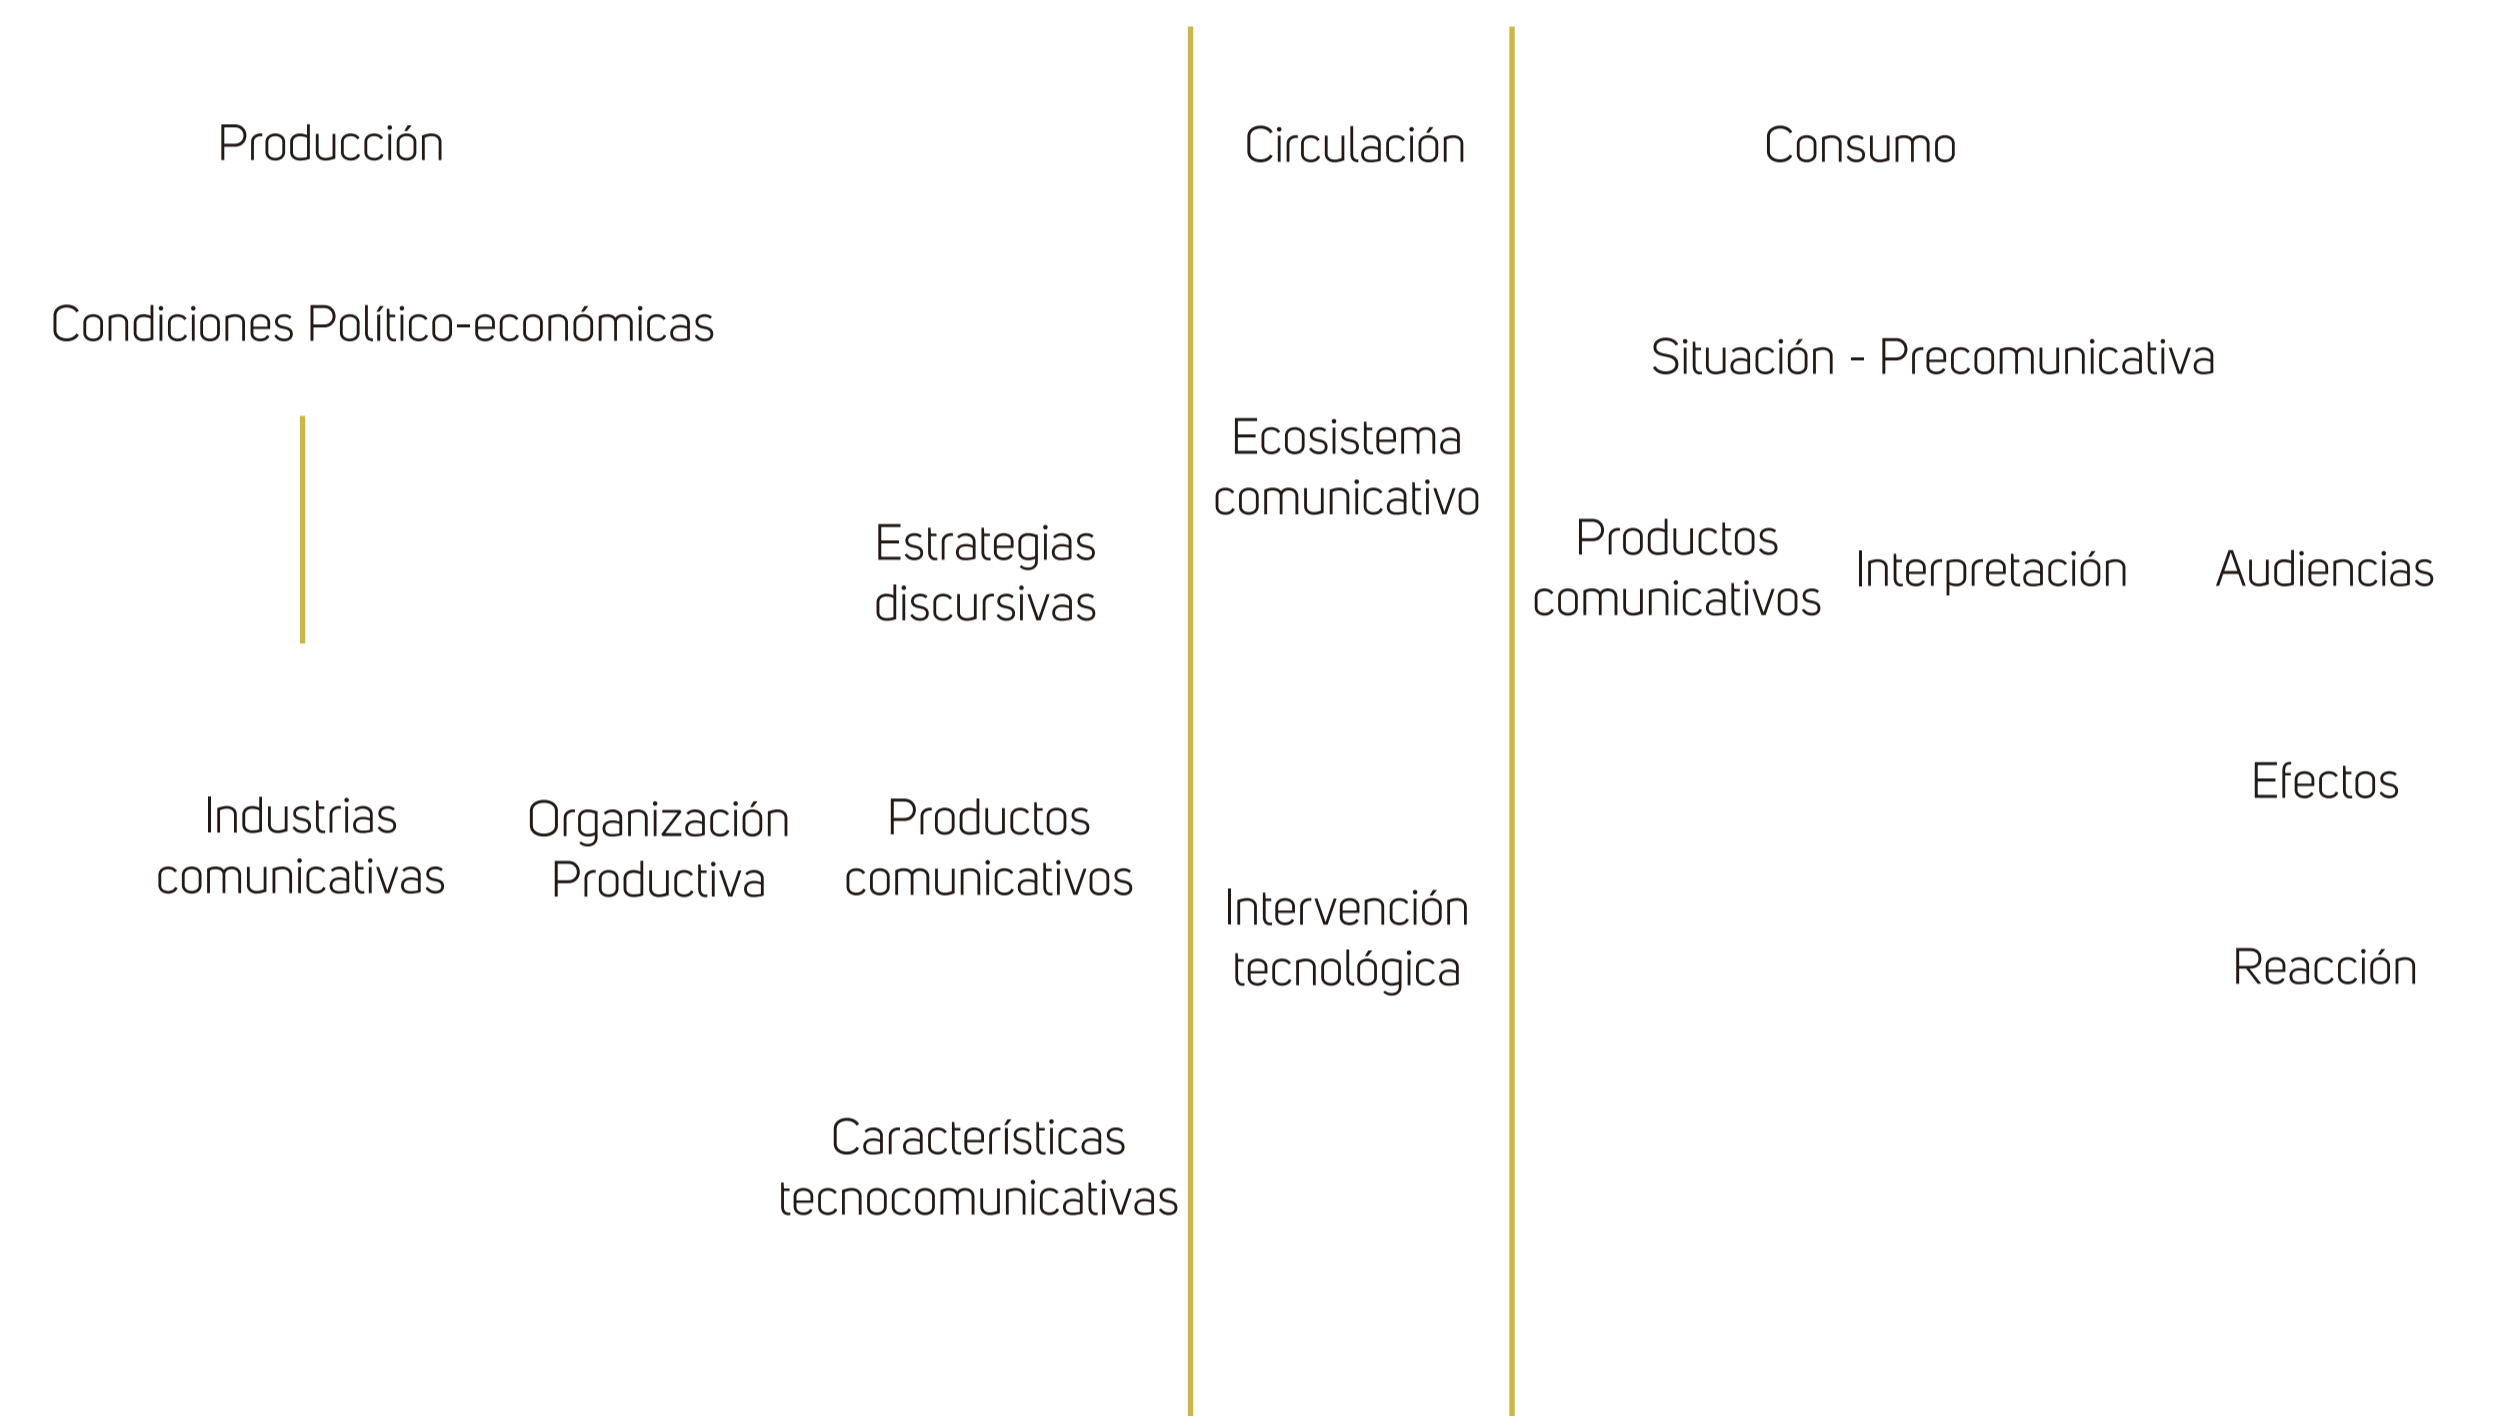 Producción
Condiciones Político-económicas
Estrategias
discursivas
Industrias
comunicativas
Organización
Productiva
Productos
comunicativos
Características
tecnocomunicativas
Circulación
Ecosistema
comunicativo
Intervención
tecnológica
Consumo
Situación - Precomunicativa
Productos
comunicativos
Interpretación
Audiencias
Efectos
Reacción